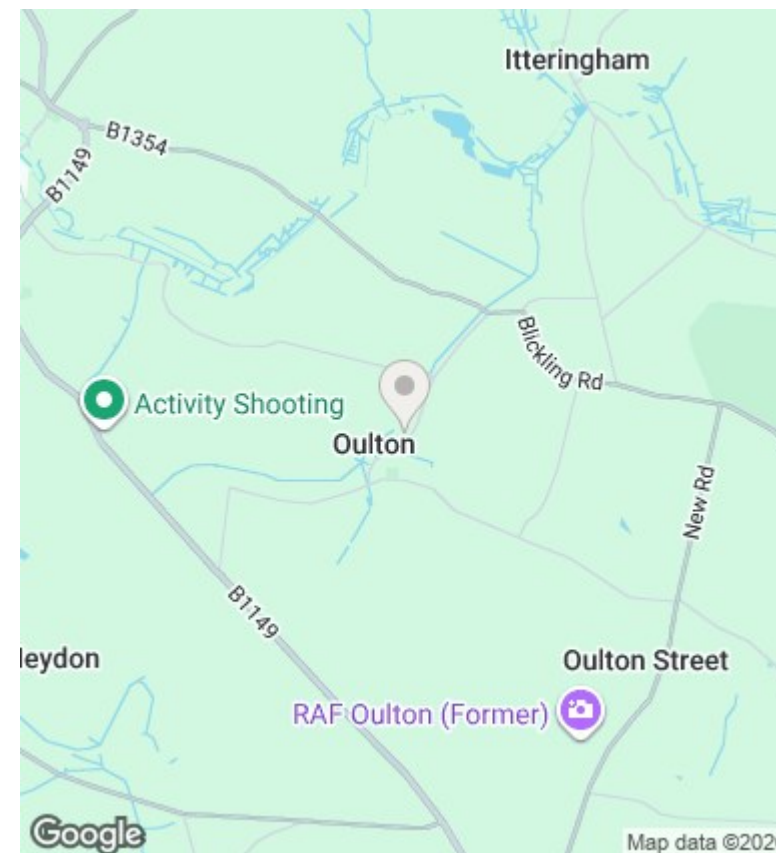 Itteringham
B1354
B1149
Blickling Rd
Activity Shooting
Oulton
New Rd
B1149
leydon
Oulton Street
RAF Oulton (Former)
Google
Map data ©202